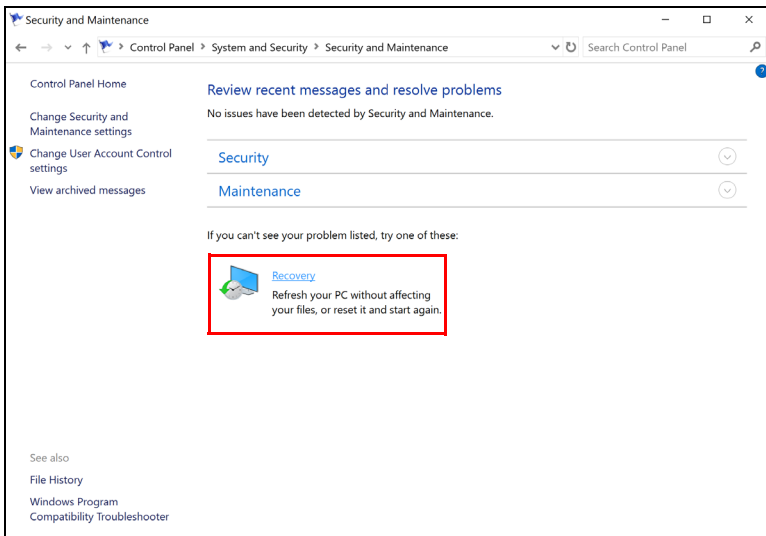 Security and Maintenance
Control Panel > System and Security > Security and Maintenance
Search Control Panel
?
Control Panel Home
Change Security and
Maintenance settings
Change User Account Control
settings
View archived messages
Review recent messages and resolve problems
No issues have been detected by Security and Maintenance.
Security
Maintenance
If you can't see your problem listed, try one of these:
Recovery
Refresh your PC without affecting
your files, or reset it and start again.
See also
File History
Windows Program
Compatibility Troubleshooter